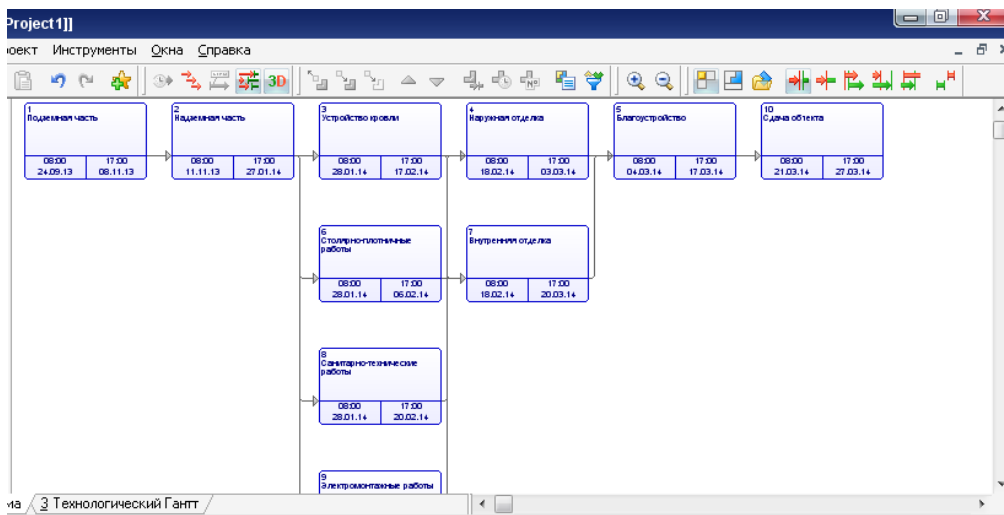 Project1]]
роект Инструменты Окна Справка
3D
1
Подземная часть
08:00 17:00
24.09.13 08.11.13
2
Надземная часть
08:00 17:00
11.11.13 27.01.14
3
Устройство кровли
08:00 17:00
28.01.14 17.02.14
4
Наружная отделка
08:00 17:00
18.02.14 03.03.14
5
Благоустройство
08:00 17:00
04.03.14 17.03.14
10
Сдача объекта
08:00 17:00
21.03.14 27.03.14
6
Столярно-плотничные
работы
08:00 17:00
28.01.14 06.02.14
7
Внутренняя отделка
08:00 17:00
18.02.14 20.03.14
8
Санитарно-технические
работы
08:00 17:00
28.01.14 20.02.14
9
Электромонтажные работы
ма 3 Технологический Гантт